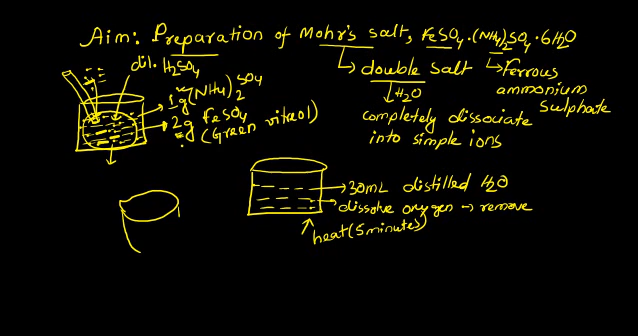 Aim: Preparation of Mohr's salt, FeSO4.(NH4)2SO4.6H2O
dil. H2SO4
double salt
Ferrous
ammonium
Sulphate
H2O
completely dissociate
into simple ions
1g (NH4)2SO4
2g FeSO4
(Green vitreol)
30mL distilled H2O
dissolve oxygen → remove
heat (5 minutes)